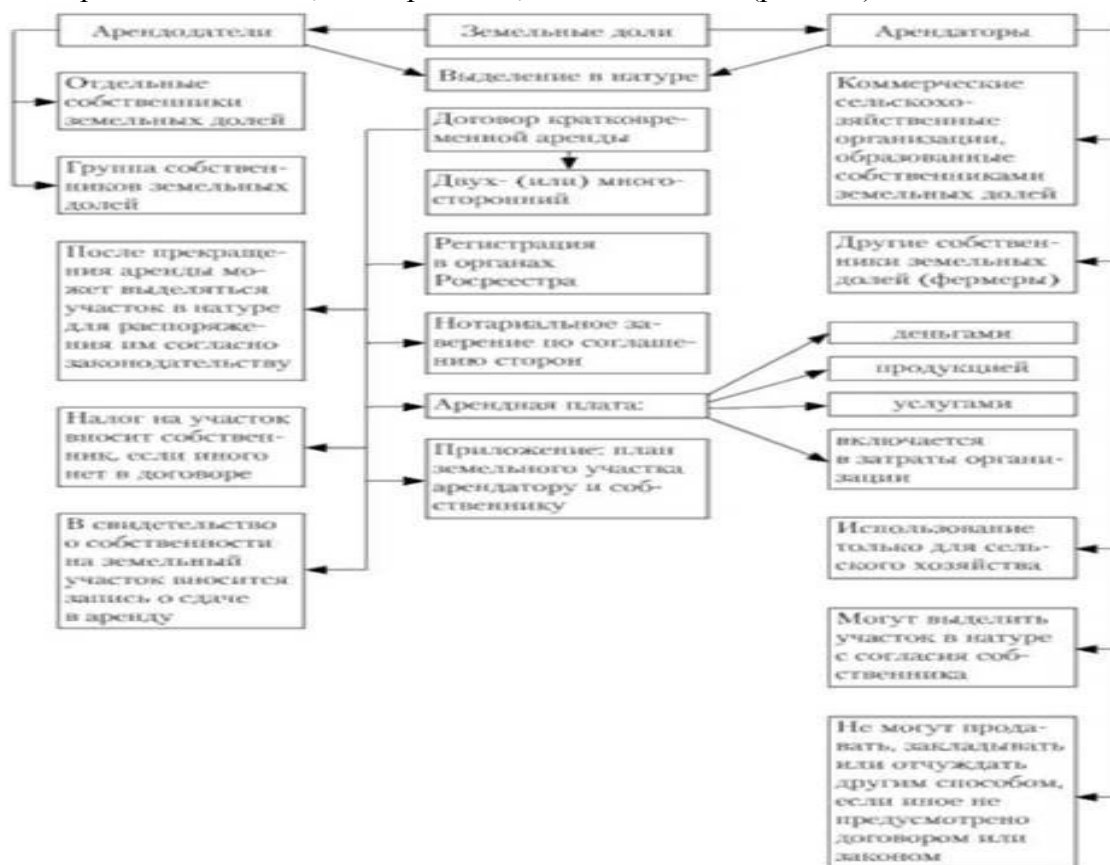 Арендодатели
Земельные доли
Арендаторы
Выделение в натуре
Отдельные
собственники
земельных долей
Группа собствен-
ников земельных
долей
После прекраще-
ния аренды мо-
жет выделяться
участок в натуре
для распоряже-
ния им согласно
законодательству
Налог на участок
вносит собствен-
ник, если иного
нет в договоре
В свидетельство
о собственности
на земельный
участок вносится
запись о сдаче
в аренду
Договор кратковре-
менной аренды
Двух- (или) много-
сторонний
Регистрация
в органах
Росреестра
Нотариальное за-
верение по соглаше-
нию сторон
Арендная плата:
Приложение: план
земельного участка
арендатору и соб-
ственнику
Коммерческие
сельскохо-
зяйственные
организации,
образованные
собственниками
земельных долей
Другие собствен-
ники земельных
долей (фермеры)
деньгами
продукцией
услугами
включается
в затраты органи-
зации
Использование
только для сель-
ского хозяйства
Могут выделить
участок в натуре
с согласия соб-
ственника
Не могут прода-
вать, закладывать
или отчуждать
другим способом,
если иное не
предусмотрено
договором или
законом